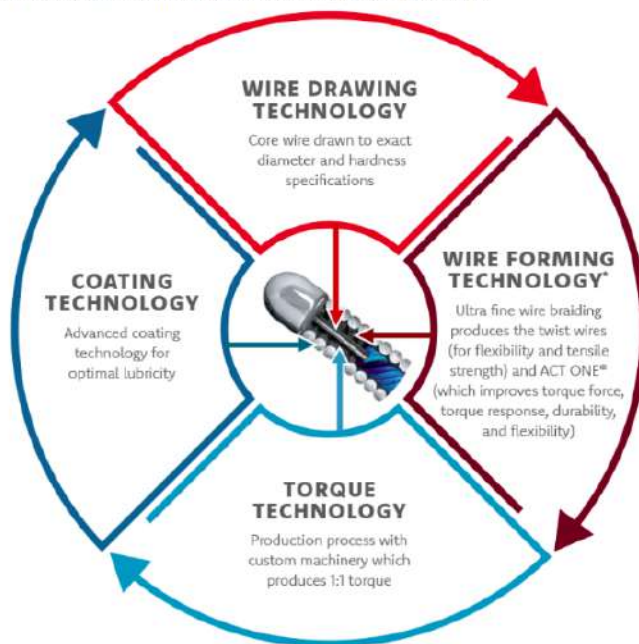 WIRE DRAWING
TECHNOLOGY
Core wire drawn to exact
diameter and hardness
specifications
COATING
TECHNOLOGY
Advanced coating
technology for
optimal lubricity
WIRE FORMING
TECHNOLOGY*
Ultra fine wire braiding
produces the twist wires
(for flexibility and tensile
strength) and ACT ONE®
(which improves torque force,
torque response, durability,
and flexibility)
TORQUE
TECHNOLOGY
Production process with
custom machinery which
produces 1:1 torque